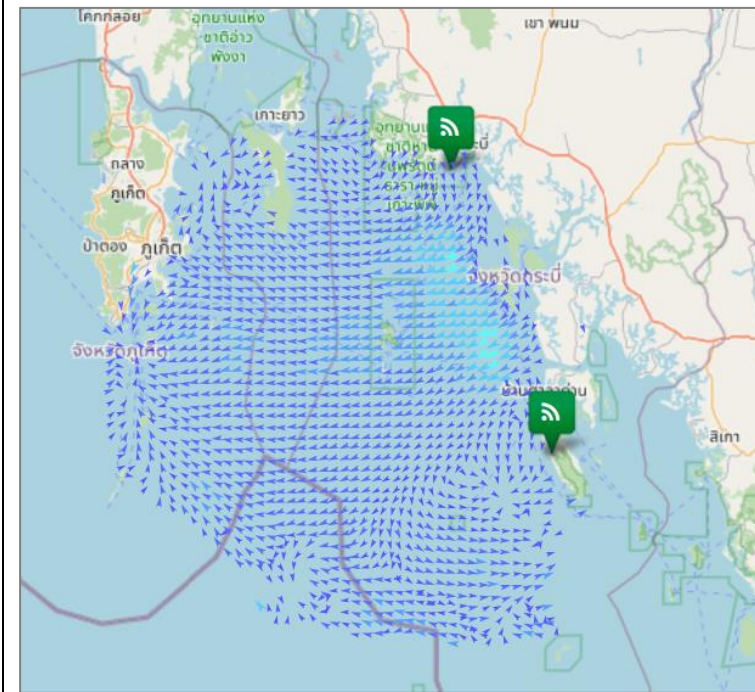 โคกกลอย
อุทยานแห่ง
ชาติอ่าว
พังงา
เขา พนม
เกาะยาว
กลาง
ภูเก็ต
ป่าตอง
ภูเก็ต
จังหวัดกระบี่
จังหวัดภูเก็ต
สิเกา